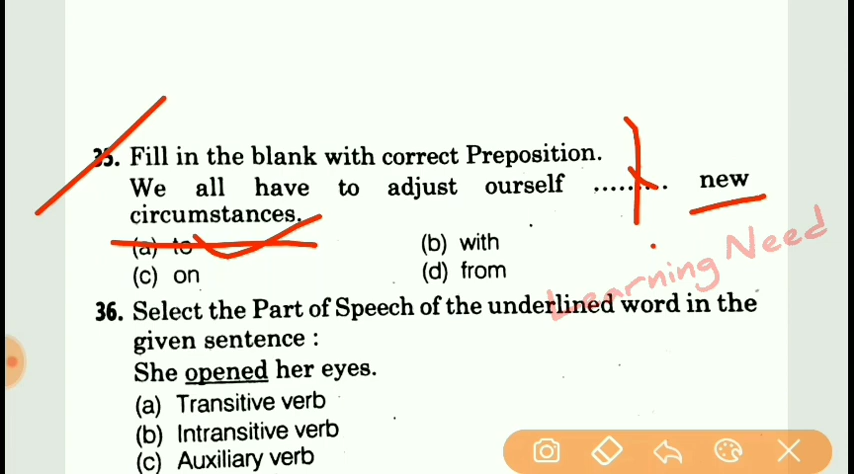 35. Fill in the blank with correct Preposition.
We all have to adjust ourself .......... new
circumstances.
(a) to (b) with
(c) on (d) from
Learning Need
36. Select the Part of Speech of the underlined word in the
given sentence :
She opened her eyes.
(a) Transitive verb
(b) Intransitive verb
(c) Auxiliary verb